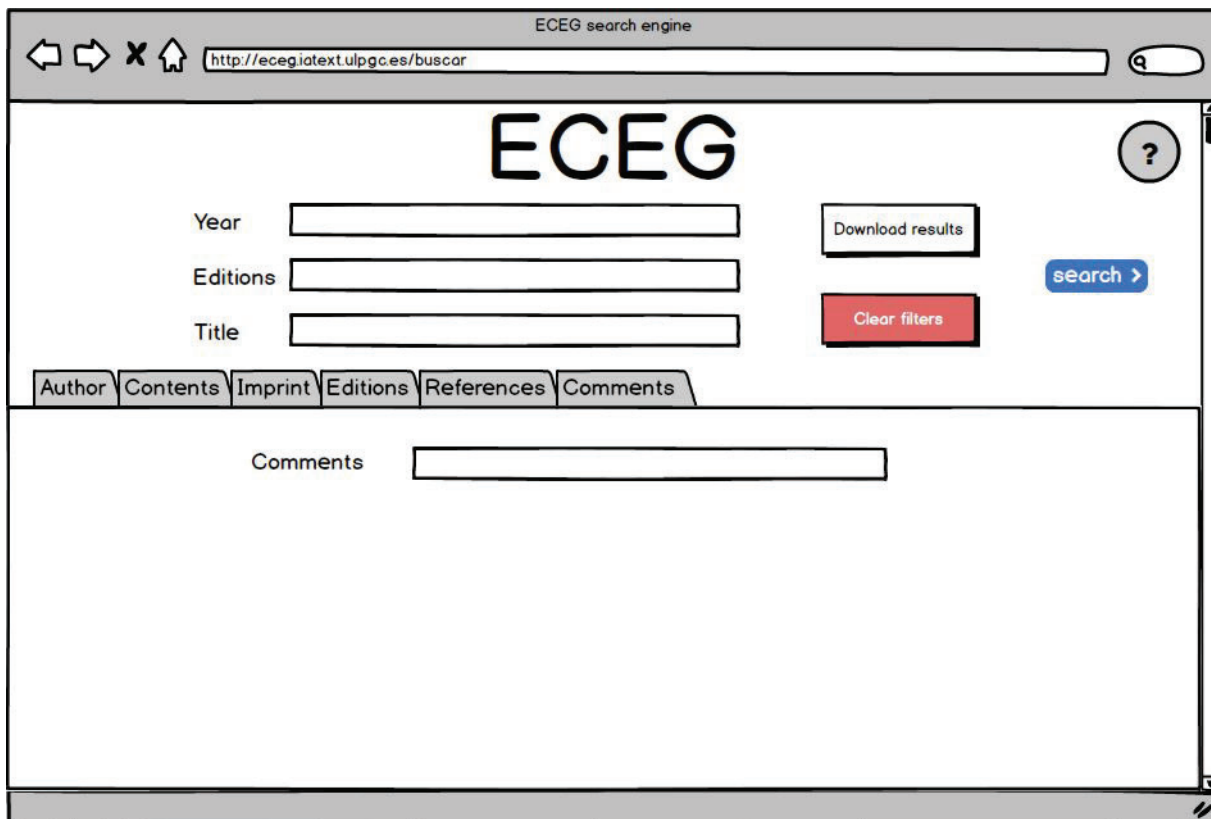 ECEG search engine
http://eceg.iatext.ulpgc.es/buscar
ECEG
?
Year
Download results
Editions
search >
Title
Clear filters
Author Contents Imprint Editions References Comments
Comments